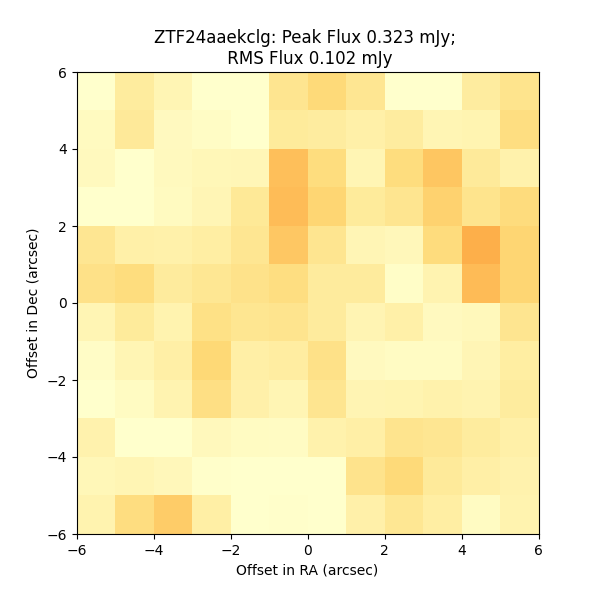 ZTF24aaekclg: Peak Flux 0.323 mJy;
RMS Flux 0.102 mJy
6
4
2
0
−2
−4
−6
Offset in Dec (arcsec)
−6 −4 −2 0 2 4 6
Offset in RA (arcsec)